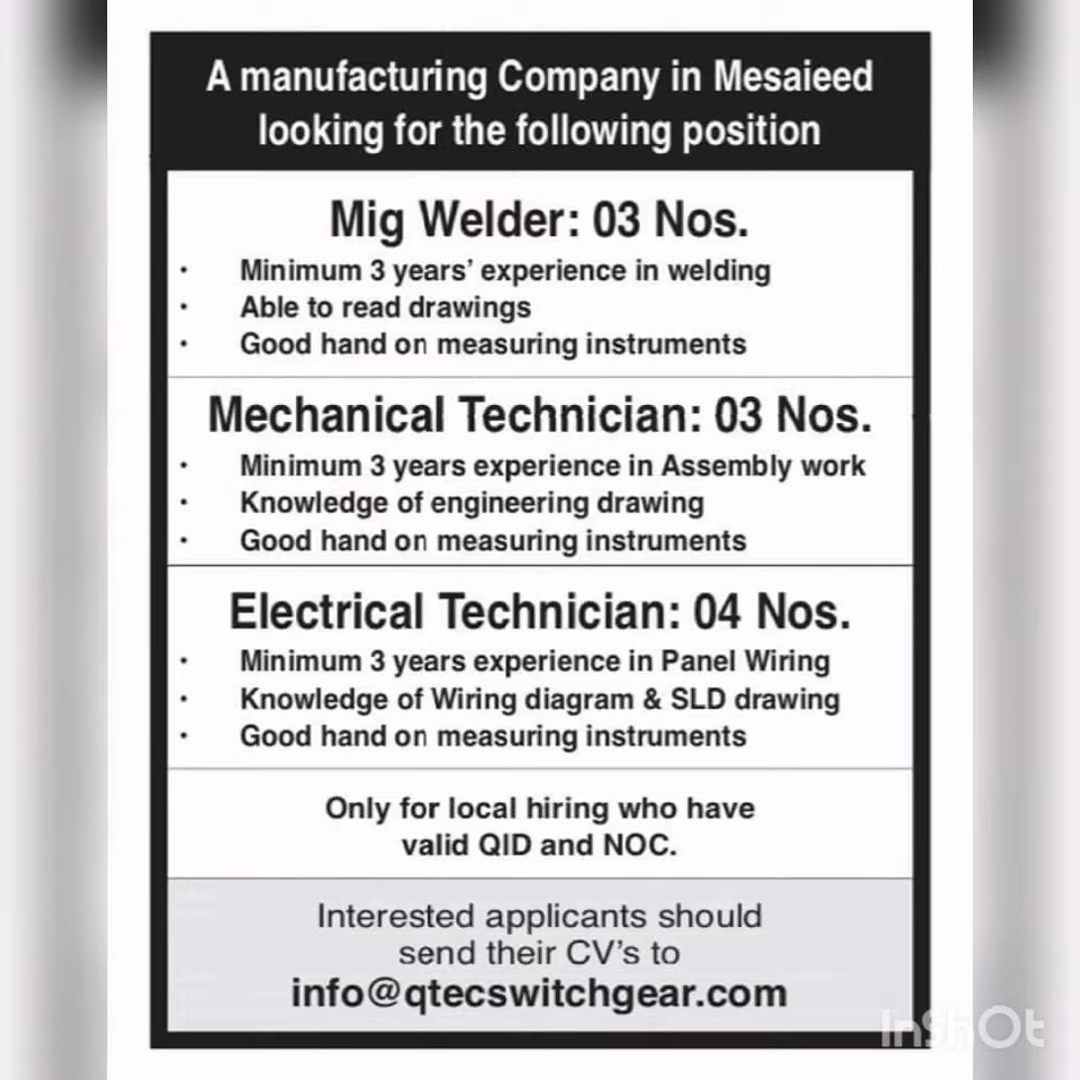 A manufacturing Company in Mesaieed
looking for the following position
Mig Welder: 03 Nos.
• Minimum 3 years' experience in welding
• Able to read drawings
• Good hand on measuring instruments
Mechanical Technician: 03 Nos.
• Minimum 3 years experience in Assembly work
• Knowledge of engineering drawing
• Good hand on measuring instruments
Electrical Technician: 04 Nos.
• Minimum 3 years experience in Panel Wiring
• Knowledge of Wiring diagram & SLD drawing
• Good hand on measuring instruments
Only for local hiring who have
valid QID and NOC.
Interested applicants should
send their CV's to
info@qtecswitchgear.com
InShOt